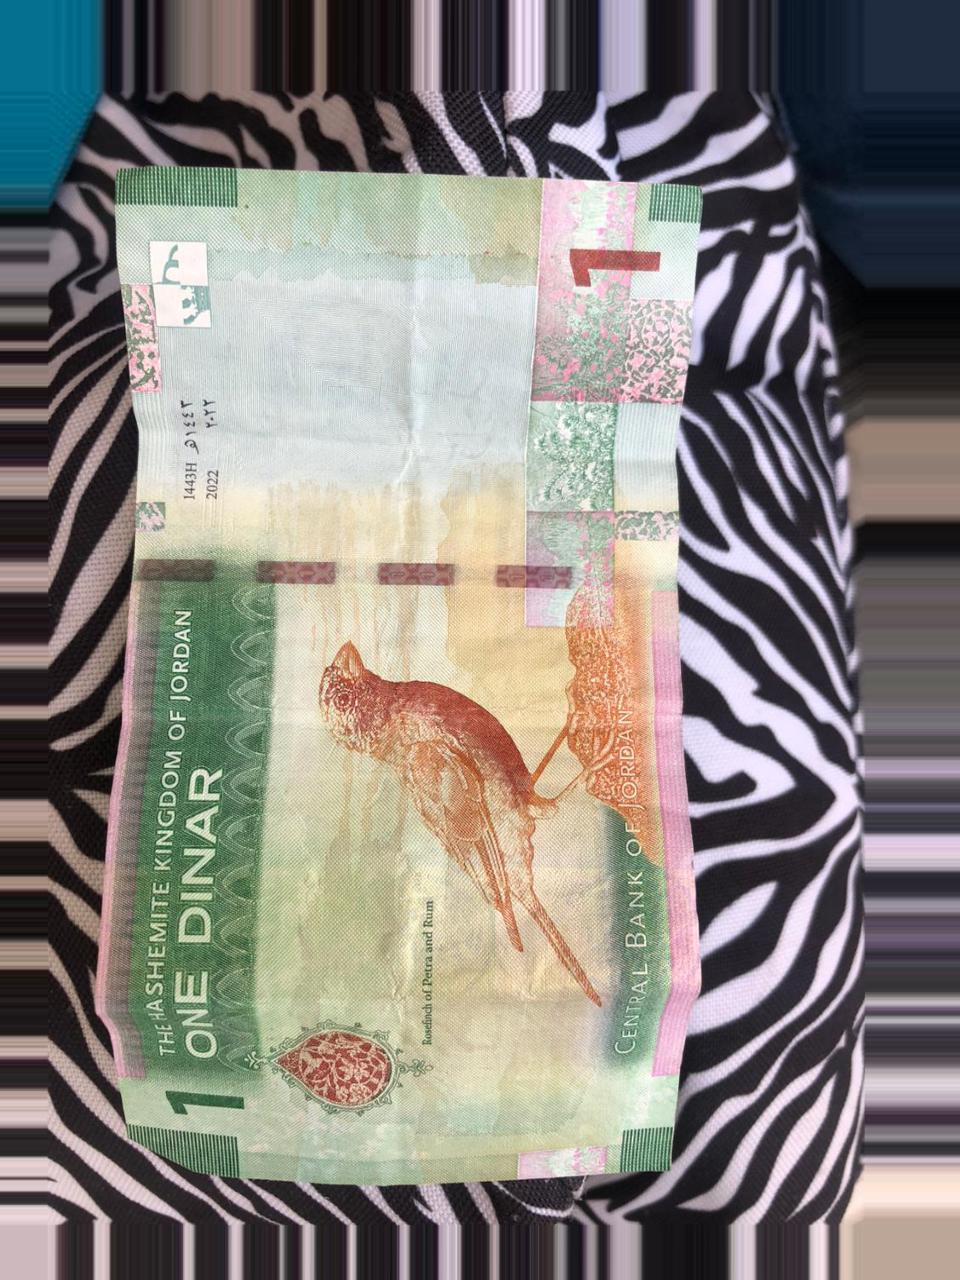 THE HASHEMITE KINGDOM OF JORDAN
ONE DINAR
1
1443H ١٤٤٣هـ
2022 ٢٠٢٢
Rosefinch of Petra and Rum
CENTRAL BANK OF JORDAN
1